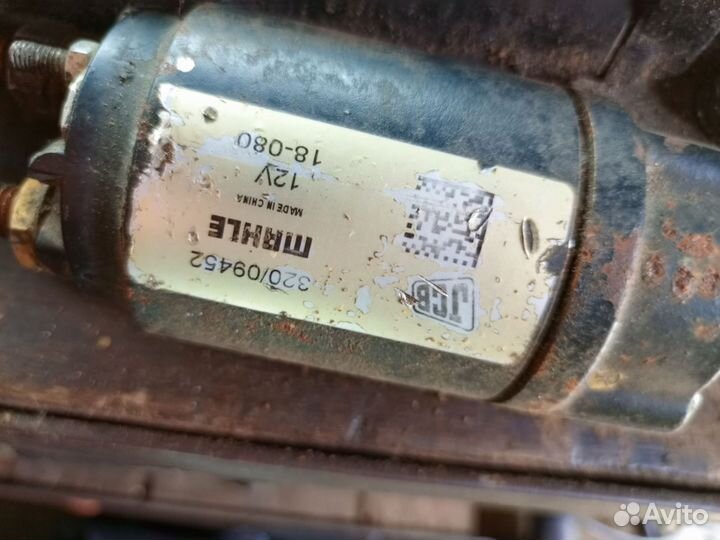 JCB
320/09452
MAHLE
MADE IN CHINA
12V
18-080
Avito